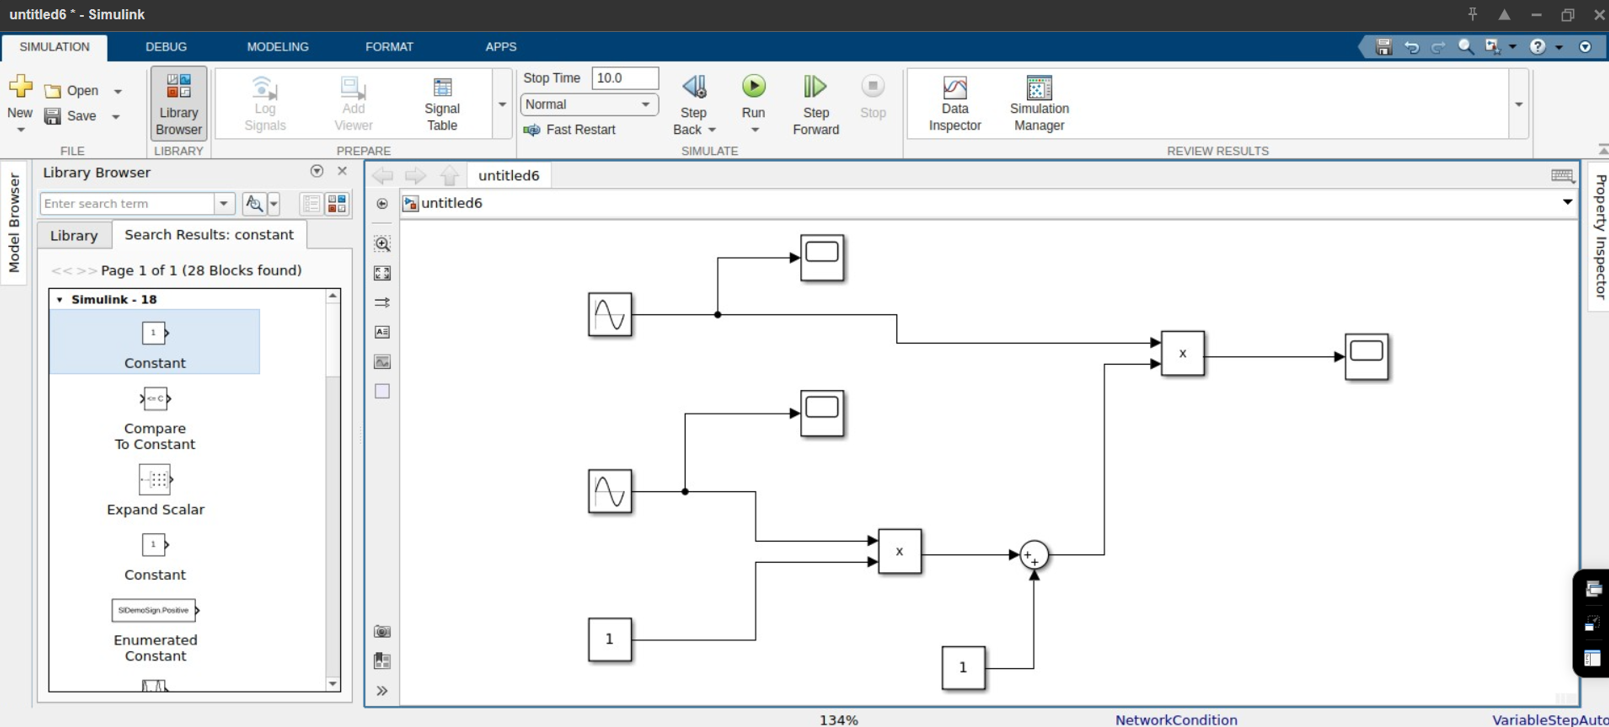 untitled6 * - Simulink
SIMULATION DEBUG MODELING FORMAT APPS
New
Open
Save
FILE
Library
Browser
LIBRARY
Log
Signals
Add
Viewer
Signal
Table
PREPARE
Stop Time 10.0
Normal
Fast Restart
Step
Back
Run
Step
Forward
Stop
SIMULATE
Data
Inspector
Simulation
Manager
REVIEW RESULTS
Model Browser
Library Browser
Enter search term
Library Search Results: constant
<< >> Page 1 of 1 (28 Blocks found)
Simulink - 18
1
Constant
<= C
Compare
To Constant
Expand Scalar
1
Constant
SlDemoSign.Positive
Enumerated
Constant
untitled6
untitled6
x
x
+
+
1
1
Property Inspector
134% NetworkCondition VariableStepAuto